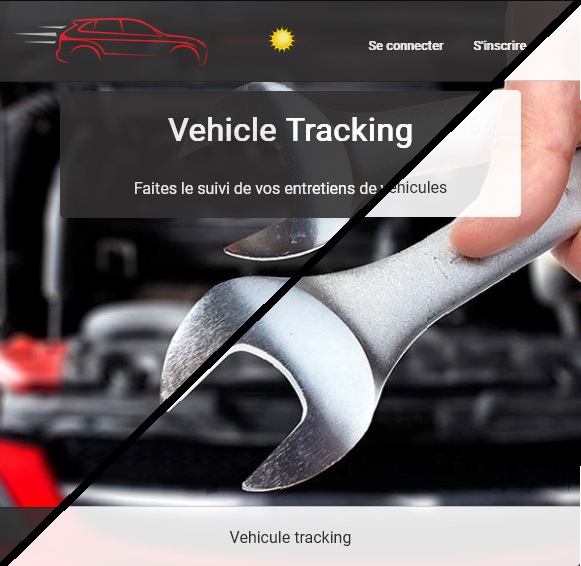 Se connecter S'inscrire
Vehicle Tracking
Faites le suivi de vos entretiens de véhicules
Vehicule tracking